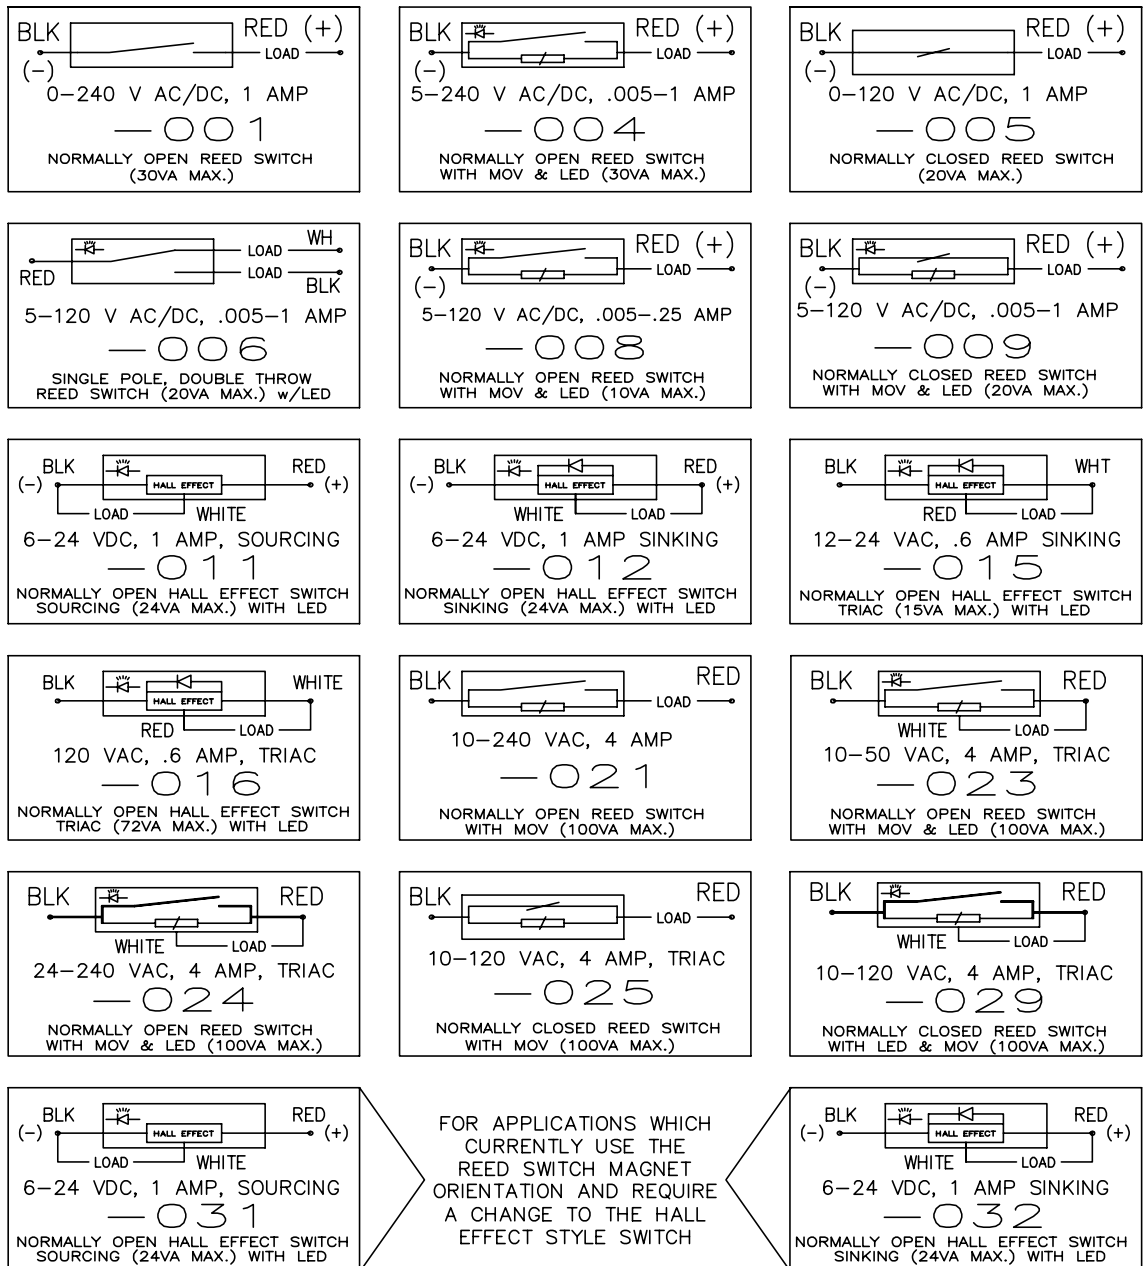 BLK RED (+)
LOAD
(-)
0-240 V AC/DC, 1 AMP
-001
NORMALLY OPEN REED SWITCH
(30VA MAX.)
BLK RED (+)
LOAD
(-)
5-240 V AC/DC, .005-1 AMP
-004
NORMALLY OPEN REED SWITCH
WITH MOV & LED (30VA MAX.)
BLK RED (+)
LOAD
(-)
0-120 V AC/DC, 1 AMP
-005
NORMALLY CLOSED REED SWITCH
(20VA MAX.)
WH
LOAD
RED LOAD
BLK
5-120 V AC/DC, .005-1 AMP
-006
SINGLE POLE, DOUBLE THROW
REED SWITCH (20VA MAX.) w/LED
BLK RED (+)
LOAD
(-)
5-120 V AC/DC, .005-.25 AMP
-008
NORMALLY OPEN REED SWITCH
WITH MOV & LED (10VA MAX.)
BLK RED (+)
LOAD
(-)
5-120 V AC/DC, .005-1 AMP
-009
NORMALLY CLOSED REED SWITCH
WITH MOV & LED (20VA MAX.)
BLK RED
(-) HALL EFFECT (+)
LOAD WHITE
6-24 VDC, 1 AMP, SOURCING
-011
NORMALLY OPEN HALL EFFECT SWITCH
SOURCING (24VA MAX.) WITH LED
BLK RED
(-) HALL EFFECT (+)
WHITE LOAD
6-24 VDC, 1 AMP SINKING
-012
NORMALLY OPEN HALL EFFECT SWITCH
SINKING (24VA MAX.) WITH LED
BLK WHT
HALL EFFECT
RED LOAD
12-24 VAC, .6 AMP SINKING
-015
NORMALLY OPEN HALL EFFECT SWITCH
TRIAC (15VA MAX.) WITH LED
BLK WHITE
HALL EFFECT
RED LOAD
120 VAC, .6 AMP, TRIAC
-016
NORMALLY OPEN HALL EFFECT SWITCH
TRIAC (72VA MAX.) WITH LED
BLK RED
LOAD
10-240 VAC, 4 AMP
-021
NORMALLY OPEN REED SWITCH
WITH MOV (100VA MAX.)
BLK RED
WHITE LOAD
10-50 VAC, 4 AMP, TRIAC
-023
NORMALLY OPEN REED SWITCH
WITH MOV & LED (100VA MAX.)
BLK RED
WHITE LOAD
24-240 VAC, 4 AMP, TRIAC
-024
NORMALLY OPEN REED SWITCH
WITH MOV & LED (100VA MAX.)
BLK RED
LOAD
10-120 VAC, 4 AMP, TRIAC
-025
NORMALLY CLOSED REED SWITCH
WITH MOV (100VA MAX.)
BLK RED
WHITE LOAD
10-120 VAC, 4 AMP, TRIAC
-029
NORMALLY CLOSED REED SWITCH
WITH LED & MOV (100VA MAX.)
BLK RED
(-) HALL EFFECT (+)
LOAD WHITE
6-24 VDC, 1 AMP, SOURCING
-031
NORMALLY OPEN HALL EFFECT SWITCH
SOURCING (24VA MAX.) WITH LED
FOR APPLICATIONS WHICH
CURRENTLY USE THE
REED SWITCH MAGNET
ORIENTATION AND REQUIRE
A CHANGE TO THE HALL
EFFECT STYLE SWITCH
BLK RED
(-) HALL EFFECT (+)
WHITE LOAD
6-24 VDC, 1 AMP SINKING
-032
NORMALLY OPEN HALL EFFECT SWITCH
SINKING (24VA MAX.) WITH LED